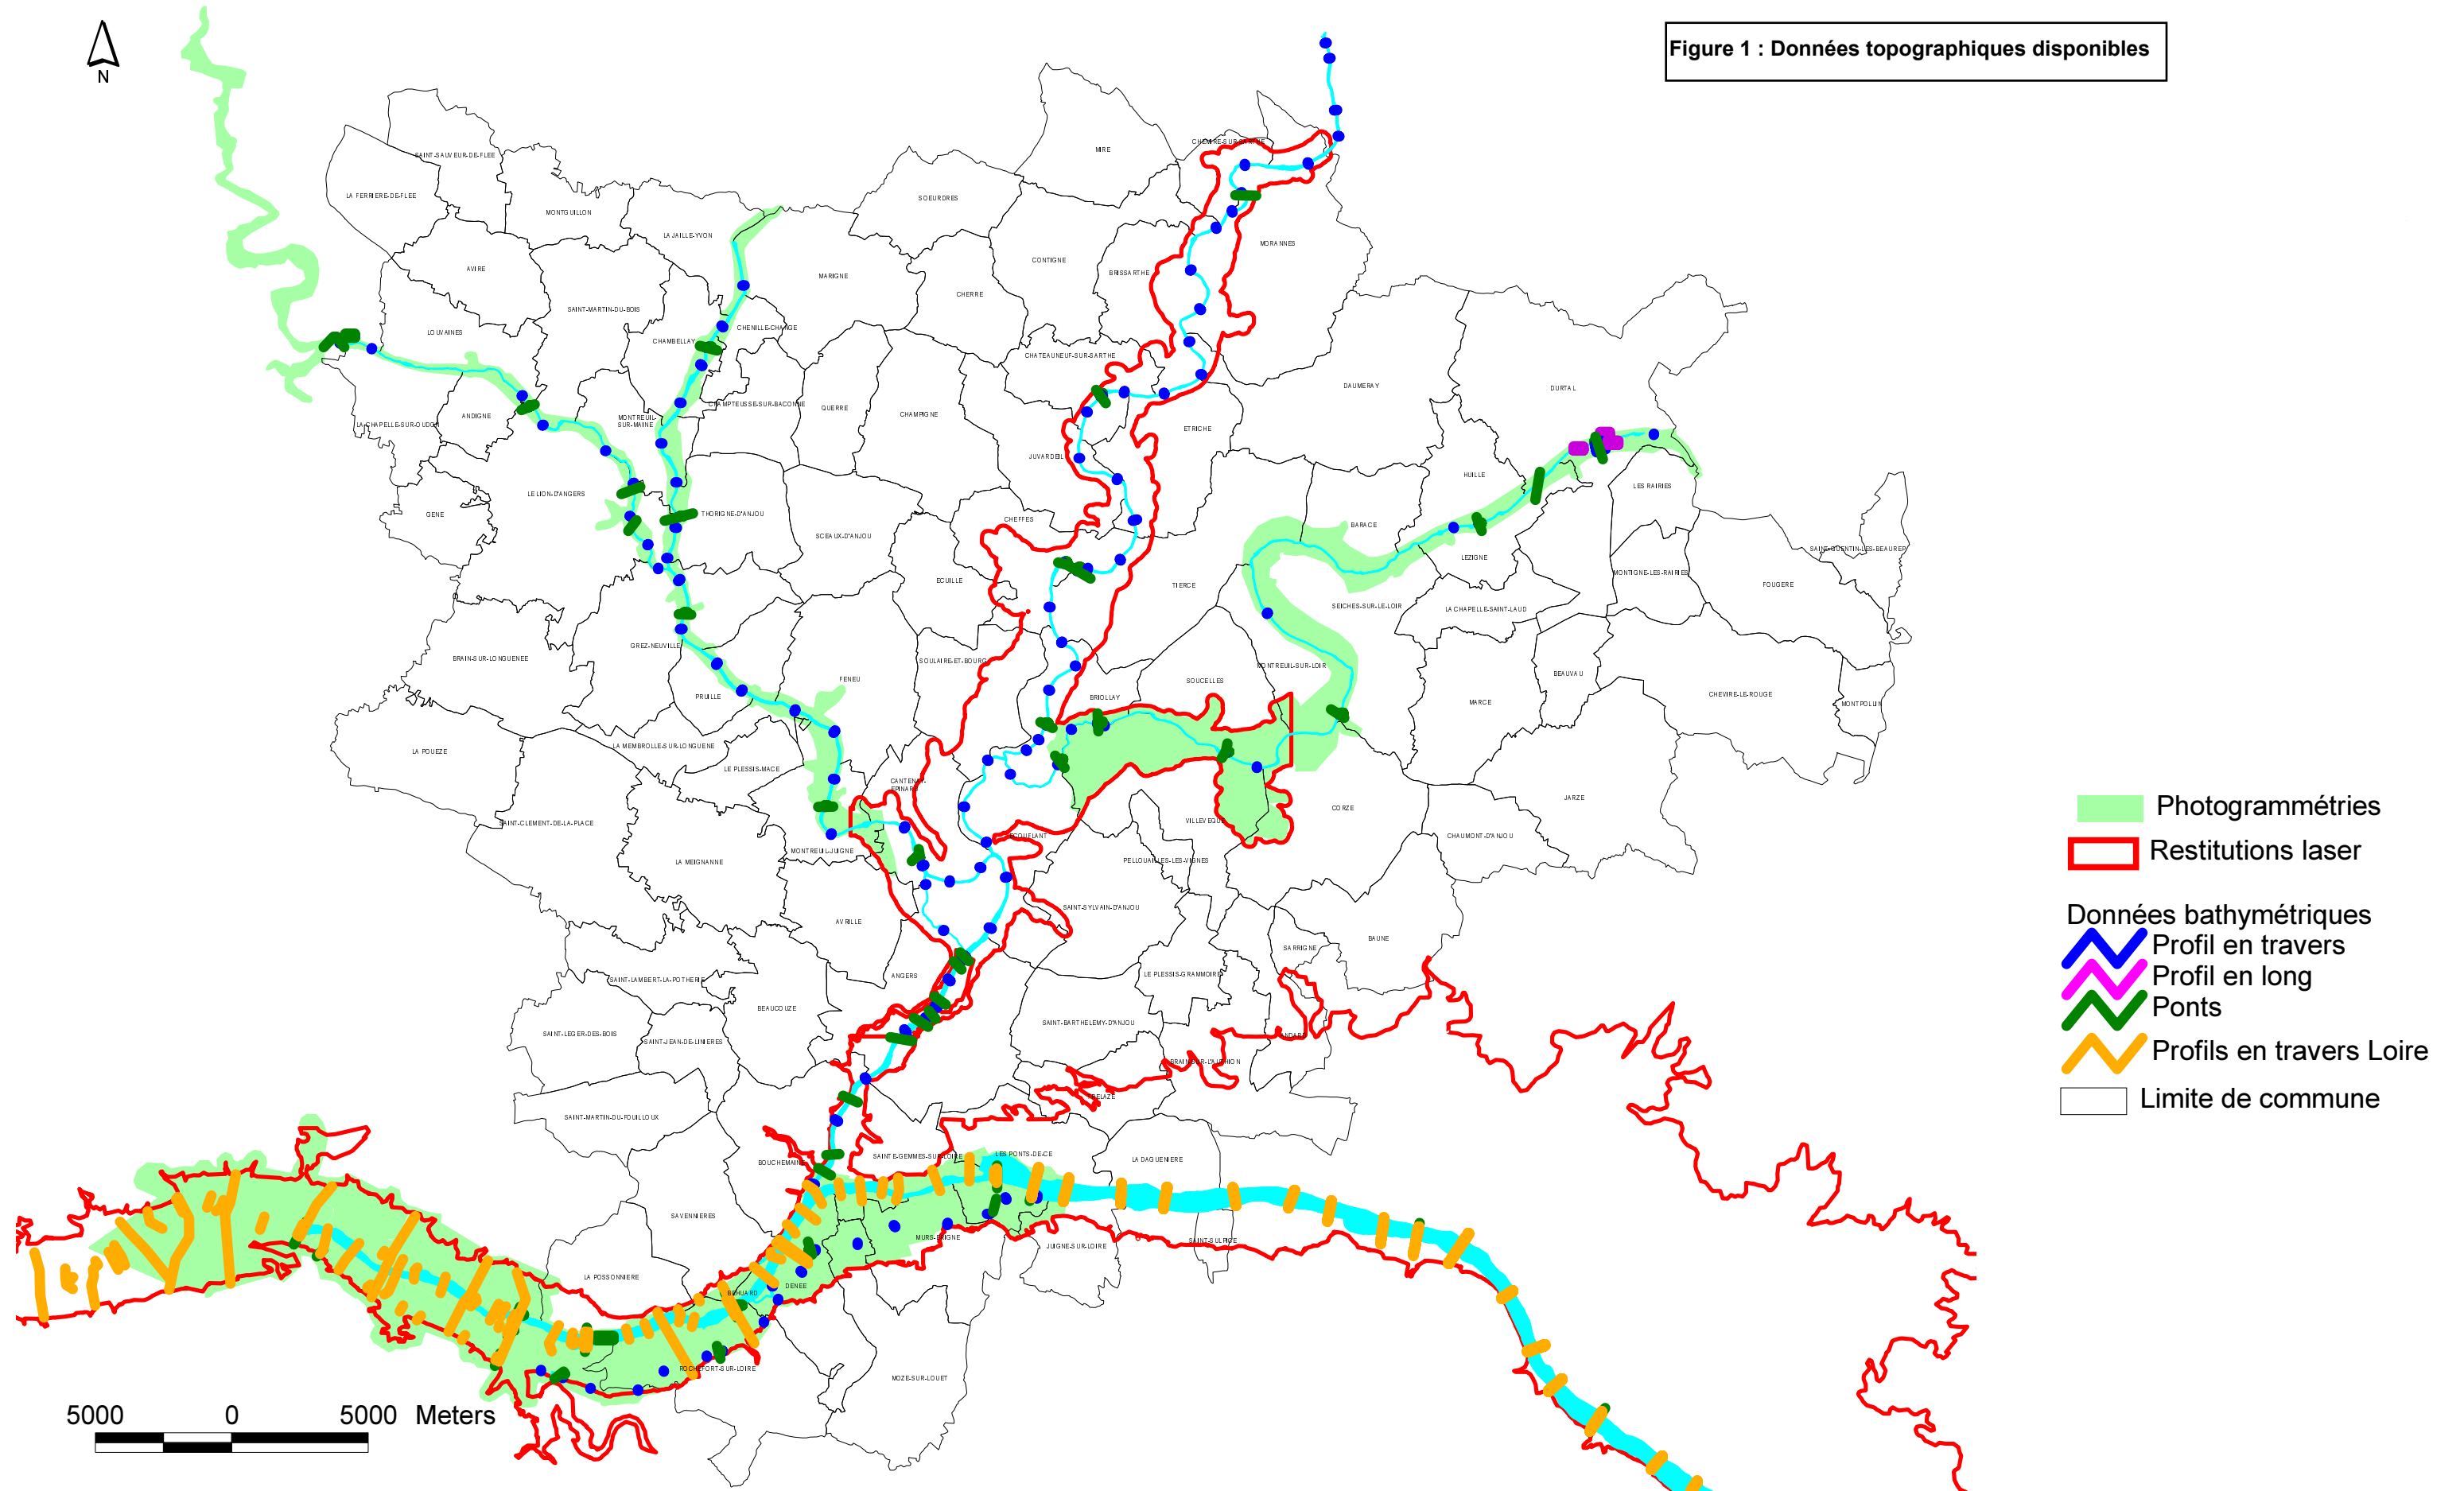 Figure 1 : Données topographiques disponibles
N
SAINT-SAUVEUR-DE-FLEE
MIRE
CHEMIRE-SUR-SARTHE
LA FERRIERE-DE-FLEE
SOEURDRES
MONTGUILLON
LA JAILLE-YVON
MORANNES
CONTIGNE
AVIRE
BRISSARTHE
MARIGNE
CHERRE
SAINT-MARTIN-DU-BOIS
CHENILLE-CHANGE
LOUVAINES
CHAMBELLAY
CHATEAUNEUF-SUR-SARTHE
DAUMERAY
DURTAL
CHAMPTEUSSE-SUR-BACONNE
QUERRE
CHAMPIGNE
ANDIGNE
MONTREUIL-
SUR-MAINE
LA CHAPELLE-SUR-OUDON
ETRICHE
JUVARDEIL
HUILLE
LES RAIRIES
LE LION-D'ANGERS
GENE
THORIGNE-D'ANJOU
CHEFFES
BARACE
SCEAUX-D'ANJOU
SAINT-QUENTIN-LES-BEAUREP
LEZIGNE
MONTIGNE-LES-RAIRIES
ECUILLE
TIERCE
FOUGERE
SEICHES-SUR-LE-LOIR
LA CHAPELLE-SAINT-LAUD
GREZ-NEUVILLE
BRAIN-SUR-LONGUENEE
SOULAIRE-ET-BOURG
MONTREUIL-SUR-LOIR
BEAUVAU
FENEU
SOUCELLES
PRUILLE
BRIOLLAY
CHEVIRE-LE-ROUGE
MARCE
MONTPOLLIN
LA MEMBROLLE-SUR-LONGUENE
LA POUEZE
LE PLESSIS-MACE
CANTENAY-
EPINARD
JARZE
CORZE
Photogrammétries
SAINT-CLEMENT-DE-LA-PLACE
VILLEVEQUE
ECOUFLANT
CHAUMONT-D'ANJOU
MONTREUIL-JUIGNE
Restitutions laser
LA MEIGNANNE
PELLOUAILLES-LES-VIGNES
SAINT-SYLVAIN-D'ANJOU
Données bathymétriques
AVRILLE
BAUNE
Profil en travers
SARRIGNE
ANGERS
LE PLESSIS-GRAMMOIRE
Profil en long
SAINT-LAMBERT-LA-POTHERIE
BEAUCOUZE
Ponts
SAINT-BARTHELEMY-D'ANJOU
SAINT-LEGER-DES-BOIS
SAINT-JEAN-DE-LINIERES
ANDARD
Profils en travers Loire
BRAIN-SUR-L'AUTHION
TRELAZE
Limite de commune
SAINT-MARTIN-DU-FOUILLOUX
SAINTE-GEMMES-SUR-LOIRE
LES PONTS-DE-CE
LA DAGUENIERE
BOUCHEMAINE
SAVENNIERES
MURS-ERIGNE
SAINT-SULPICE
JUIGNE-SUR-LOIRE
LA POSSONNIERE
DENEE
BEHUARD
ROCHEFORT-SUR-LOIRE
MOZE-SUR-LOUET
5000 0 5000 Meters